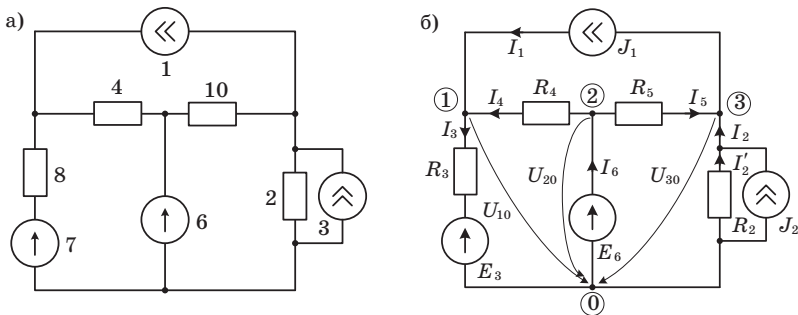 а)
1
4
10
8
7
6
2
3
б)
I₁
J₁
1
R₄
2
R₅
3
I₄
I₅
I₃
I₂
R₃
U₂₀
I₆
U₃₀
I₂′
U₁₀
R₂
J₂
E₃
E₆
0